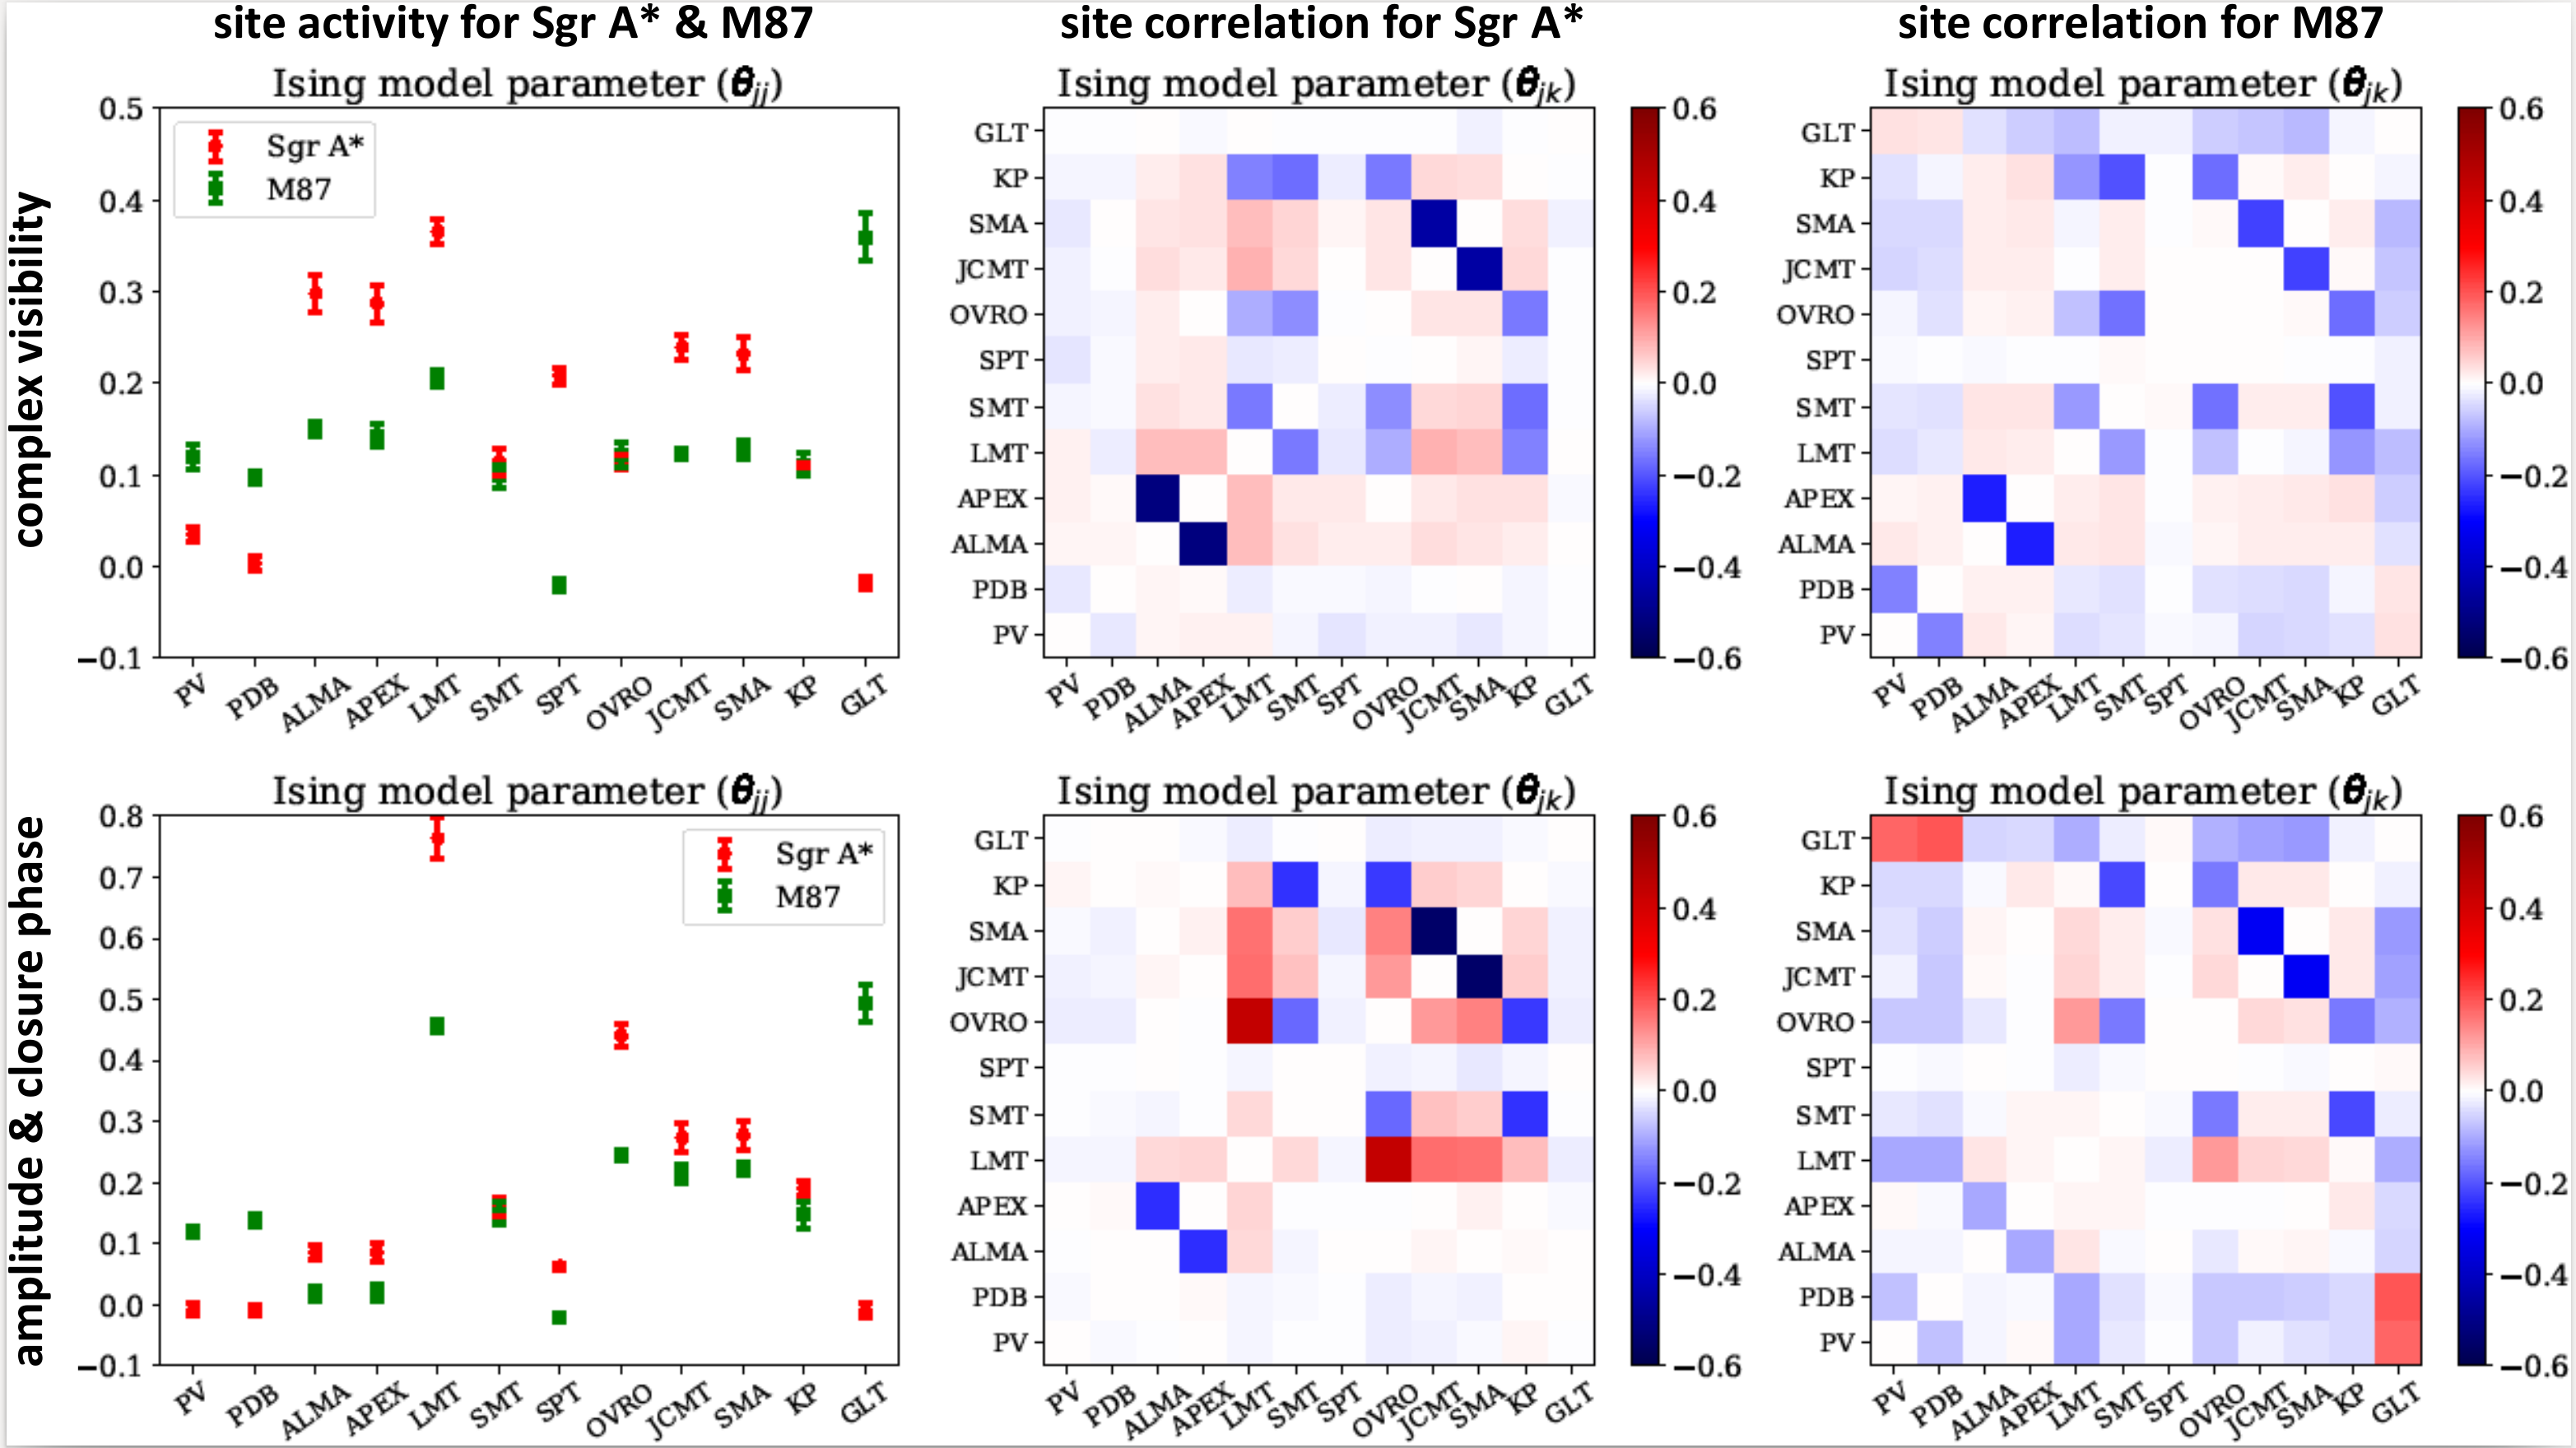 site activity for Sgr A* & M87
site correlation for Sgr A*
site correlation for M87
complex visibility
Ising model parameter (θ̂jj)
0.5
0.4
0.3
0.2
0.1
0.0
−0.1
Sgr A*
M87
PV
PDB
ALMA
APEX
LMT
SMT
SPT
OVRO
JCMT
SMA
KP
GLT
Ising model parameter (θ̂jk)
GLT
KP
SMA
JCMT
OVRO
SPT
SMT
LMT
APEX
ALMA
PDB
PV
PV
PDB
ALMA
APEX
LMT
SMT
SPT
OVRO
JCMT
SMA
KP
GLT
0.6
0.4
0.2
0.0
−0.2
−0.4
−0.6
Ising model parameter (θ̂jk)
GLT
KP
SMA
JCMT
OVRO
SPT
SMT
LMT
APEX
ALMA
PDB
PV
PV
PDB
ALMA
APEX
LMT
SMT
SPT
OVRO
JCMT
SMA
KP
GLT
0.6
0.4
0.2
0.0
−0.2
−0.4
−0.6
amplitude & closure phase
Ising model parameter (θ̂jj)
0.8
0.7
0.6
0.5
0.4
0.3
0.2
0.1
0.0
−0.1
Sgr A*
M87
PV
PDB
ALMA
APEX
LMT
SMT
SPT
OVRO
JCMT
SMA
KP
GLT
Ising model parameter (θ̂jk)
GLT
KP
SMA
JCMT
OVRO
SPT
SMT
LMT
APEX
ALMA
PDB
PV
PV
PDB
ALMA
APEX
LMT
SMT
SPT
OVRO
JCMT
SMA
KP
GLT
0.6
0.4
0.2
0.0
−0.2
−0.4
−0.6
Ising model parameter (θ̂jk)
GLT
KP
SMA
JCMT
OVRO
SPT
SMT
LMT
APEX
ALMA
PDB
PV
PV
PDB
ALMA
APEX
LMT
SMT
SPT
OVRO
JCMT
SMA
KP
GLT
0.6
0.4
0.2
0.0
−0.2
−0.4
−0.6